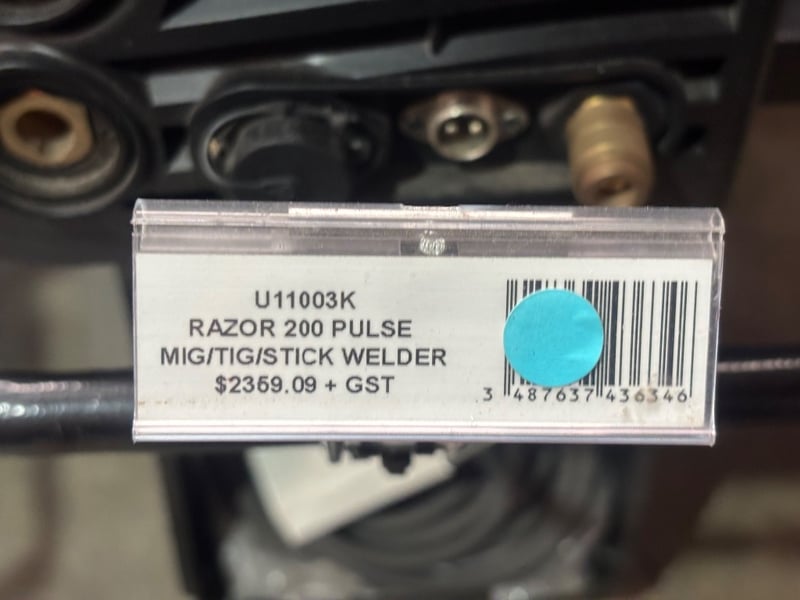 U11003K
RAZOR 200 PULSE
MIG/TIG/STICK WELDER
$2359.09 + GST
3 487637 436346